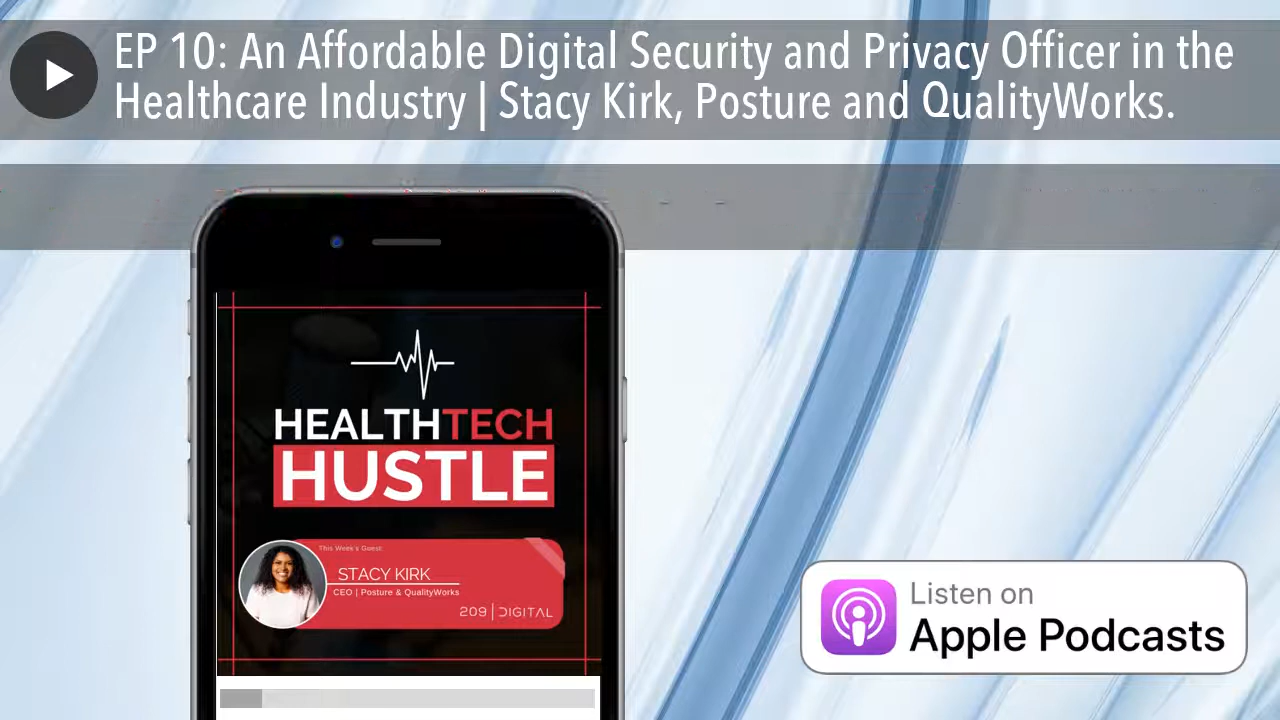 EP 10: An Affordable Digital Security and Privacy Officer in the
Healthcare Industry | Stacy Kirk, Posture and QualityWorks.
HEALTHTECH
HUSTLE
This Week's Guest:
STACY KIRK
CEO | Posture & QualityWorks
209 | DIGITAL
Listen on
Apple Podcasts